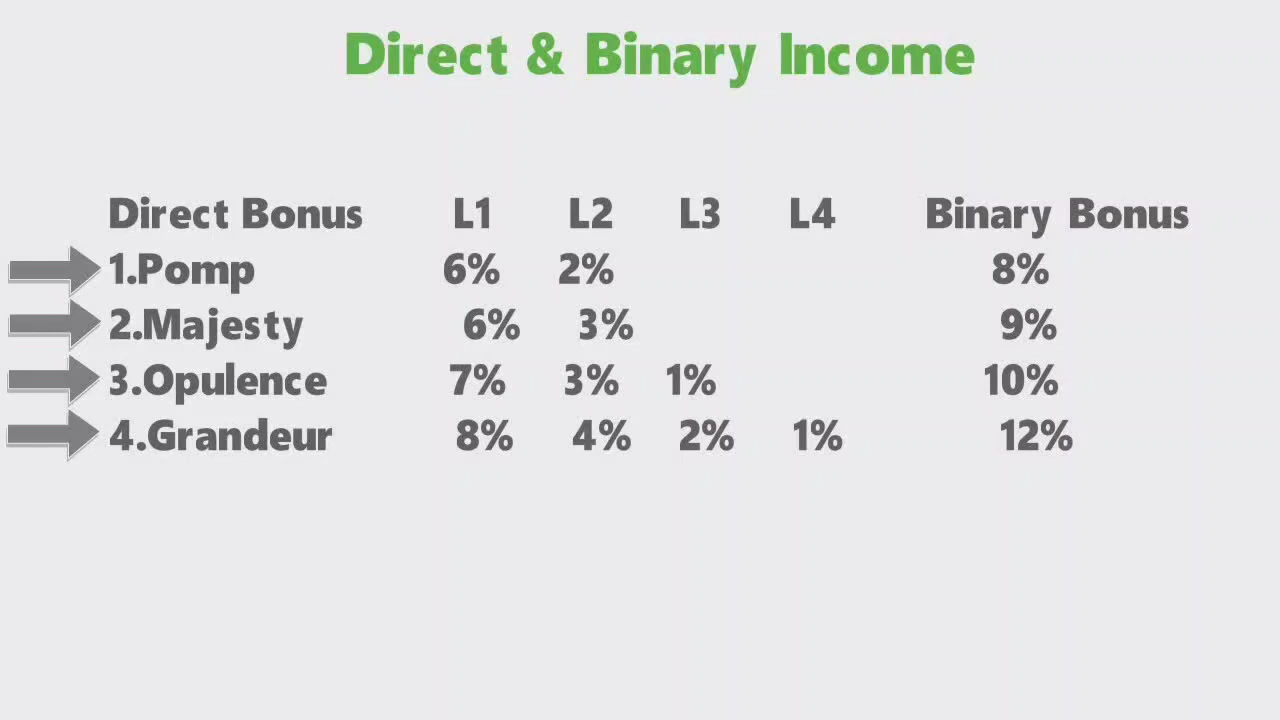 Direct & Binary Income
Direct Bonus L1 L2 L3 L4 Binary Bonus
1.Pomp 6% 2% 8%
2.Majesty 6% 3% 9%
3.Opulence 7% 3% 1% 10%
4.Grandeur 8% 4% 2% 1% 12%